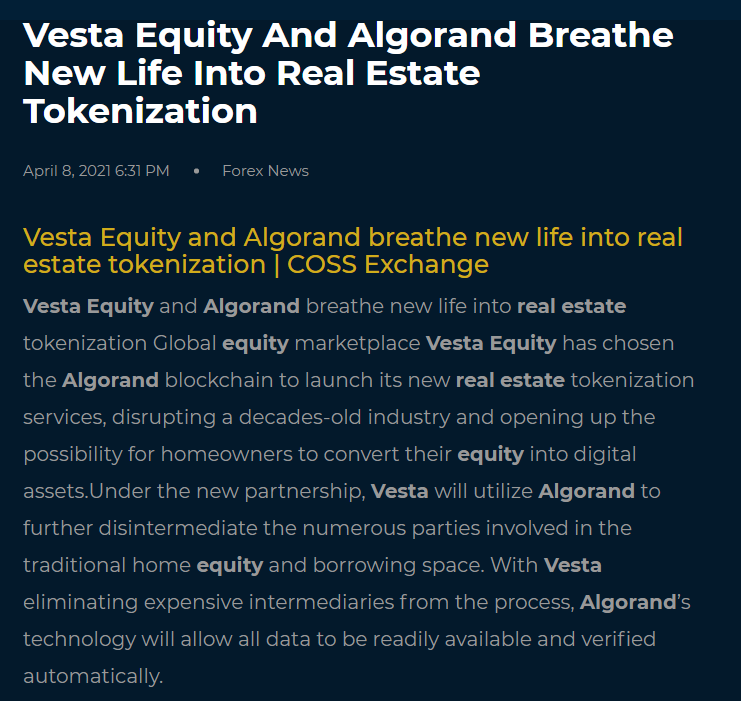 Vesta Equity And Algorand Breathe
New Life Into Real Estate
Tokenization
April 8, 2021 6:31 PM • Forex News
Vesta Equity and Algorand breathe new life into real
estate tokenization | COSS Exchange
Vesta Equity and Algorand breathe new life into real estate
tokenization Global equity marketplace Vesta Equity has chosen
the Algorand blockchain to launch its new real estate tokenization
services, disrupting a decades-old industry and opening up the
possibility for homeowners to convert their equity into digital
assets.Under the new partnership, Vesta will utilize Algorand to
further disintermediate the numerous parties involved in the
traditional home equity and borrowing space. With Vesta
eliminating expensive intermediaries from the process, Algorand’s
technology will allow all data to be readily available and verified
automatically.